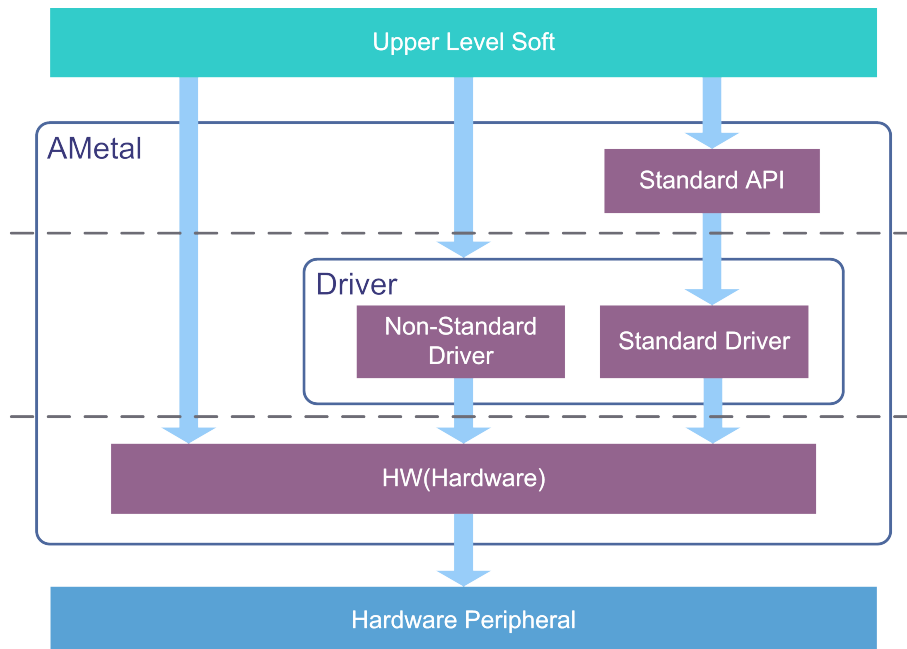 Upper Level Soft
AMetal
Standard API
Driver
Non-Standard
Driver
Standard Driver
HW(Hardware)
Hardware Peripheral